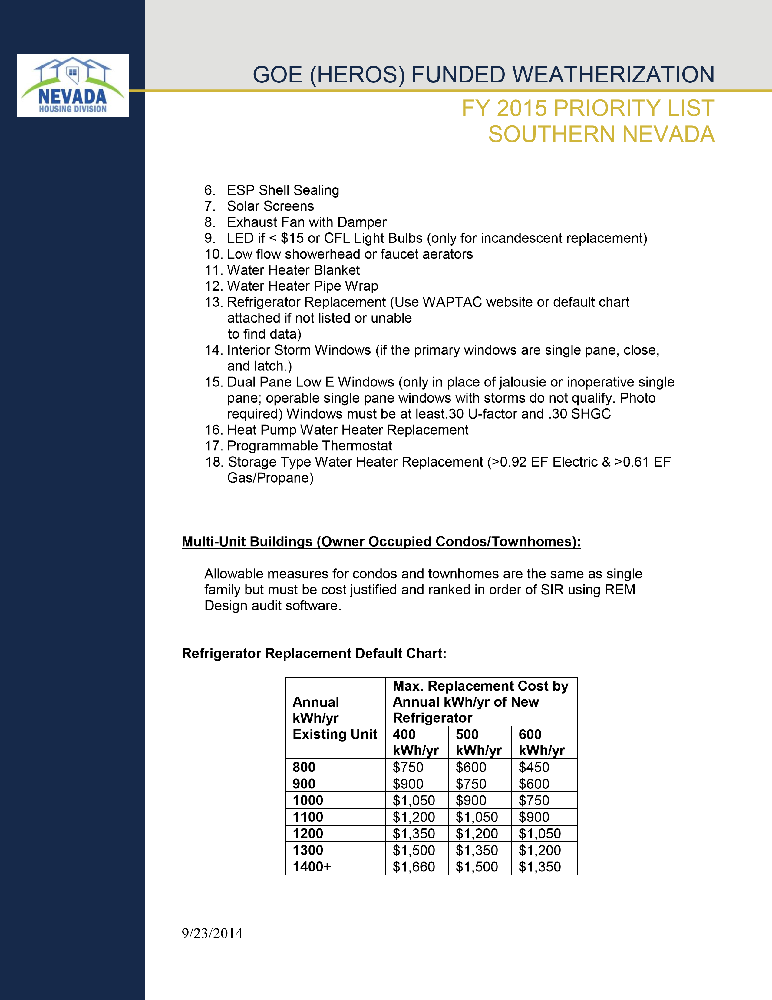 NEVADA
HOUSING DIVISION
GOE (HEROS) FUNDED WEATHERIZATION
FY 2015 PRIORITY LIST
SOUTHERN NEVADA
6. ESP Shell Sealing
7. Solar Screens
8. Exhaust Fan with Damper
9. LED if < $15 or CFL Light Bulbs (only for incandescent replacement)
10. Low flow showerhead or faucet aerators
11. Water Heater Blanket
12. Water Heater Pipe Wrap
13. Refrigerator Replacement (Use WAPTAC website or default chart
attached if not listed or unable
to find data)
14. Interior Storm Windows (if the primary windows are single pane, close,
and latch.)
15. Dual Pane Low E Windows (only in place of jalousie or inoperative single
pane; operable single pane windows with storms do not qualify. Photo
required) Windows must be at least.30 U-factor and .30 SHGC
16. Heat Pump Water Heater Replacement
17. Programmable Thermostat
18. Storage Type Water Heater Replacement (>0.92 EF Electric & >0.61 EF
Gas/Propane)
Multi-Unit Buildings (Owner Occupied Condos/Townhomes):
Allowable measures for condos and townhomes are the same as single
family but must be cost justified and ranked in order of SIR using REM
Design audit software.
Refrigerator Replacement Default Chart:
Annual
kWh/yr
Existing Unit
Max. Replacement Cost by
Annual kWh/yr of New
Refrigerator
400 500 600
kWh/yr kWh/yr kWh/yr
800 $750 $600 $450
900 $900 $750 $600
1000 $1,050 $900 $750
1100 $1,200 $1,050 $900
1200 $1,350 $1,200 $1,050
1300 $1,500 $1,350 $1,200
1400+ $1,660 $1,500 $1,350
9/23/2014